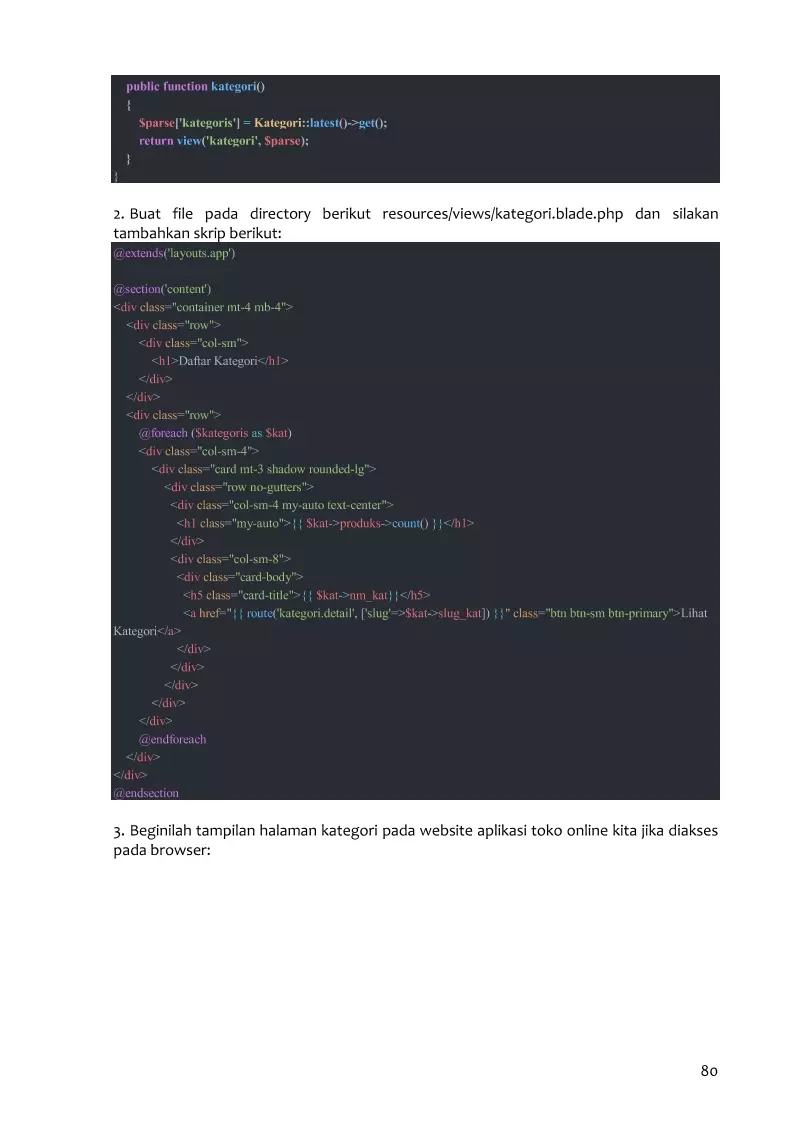 public function kategori()
{
$parse['kategoris'] = Kategori::latest()->get();
return view('kategori', $parse);
}
}
2. Buat file pada directory berikut resources/views/kategori.blade.php dan silakan
tambahkan skrip berikut:
@extends('layouts.app')
@section('content')
<div class="container mt-4 mb-4">
<div class="row">
<div class="col-sm">
<h1>Daftar Kategori</h1>
</div>
</div>
<div class="row">
@foreach ($kategoris as $kat)
<div class="col-sm-4">
<div class="card mt-3 shadow rounded-lg">
<div class="row no-gutters">
<div class="col-sm-4 my-auto text-center">
<h1 class="my-auto">{{ $kat->produks->count() }}</h1>
</div>
<div class="col-sm-8">
<div class="card-body">
<h5 class="card-title">{{ $kat->nm_kat}}</h5>
<a href="{{ route('kategori.detail', ['slug'=>$kat->slug_kat]) }}" class="btn btn-sm btn-primary">Lihat
Kategori</a>
</div>
</div>
</div>
</div>
</div>
@endforeach
</div>
</div>
@endsection
3. Beginilah tampilan halaman kategori pada website aplikasi toko online kita jika diakses
pada browser:
80